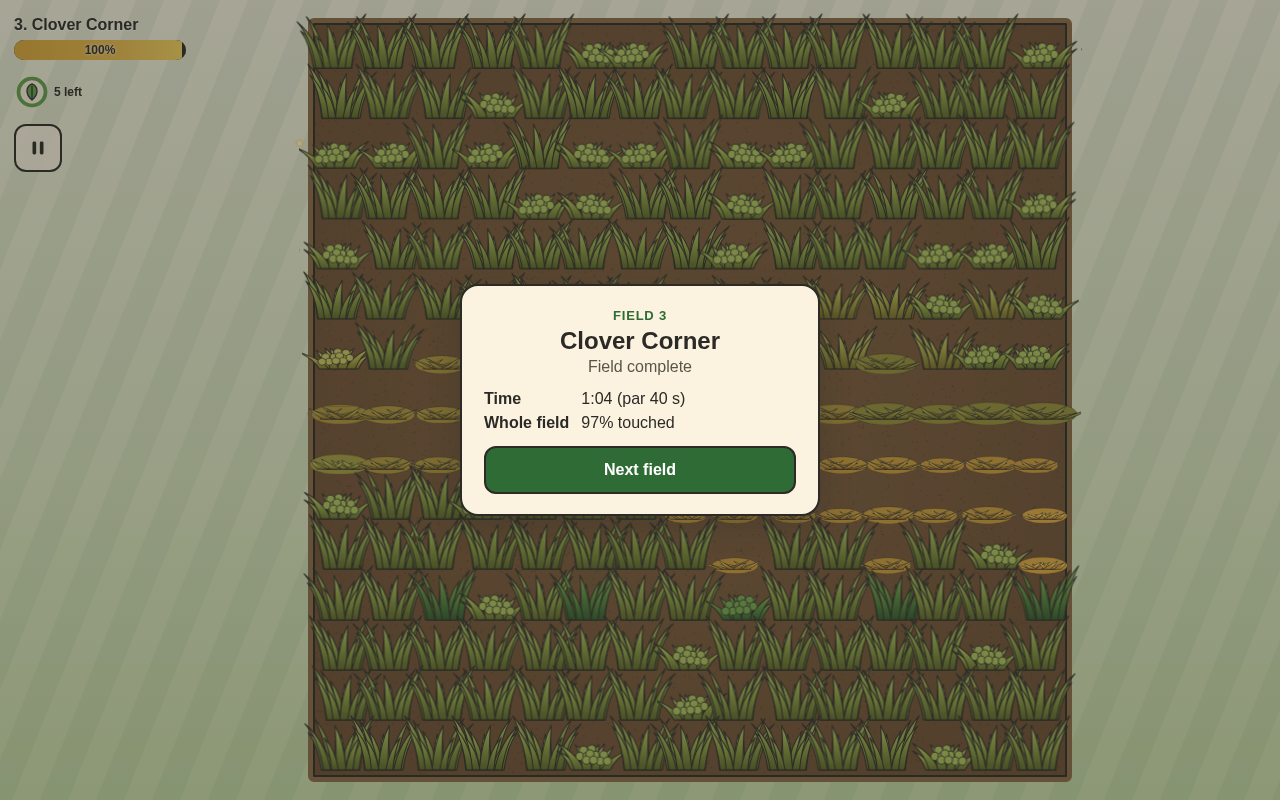 3. Clover Corner
100%
5 left
FIELD 3
Clover Corner
Field complete
Time 1:04 (par 40 s)
Whole field 97% touched
Next field